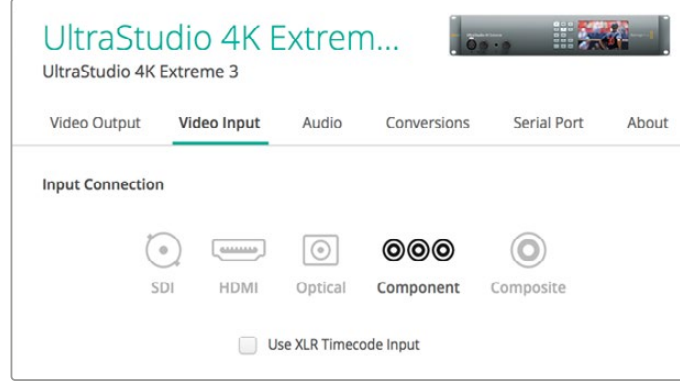 UltraStudio 4K Extrem...
UltraStudio 4K Extreme 3
Video Output Video Input Audio Conversions Serial Port About
Input Connection
SDI HDMI Optical Component Composite
Use XLR Timecode Input